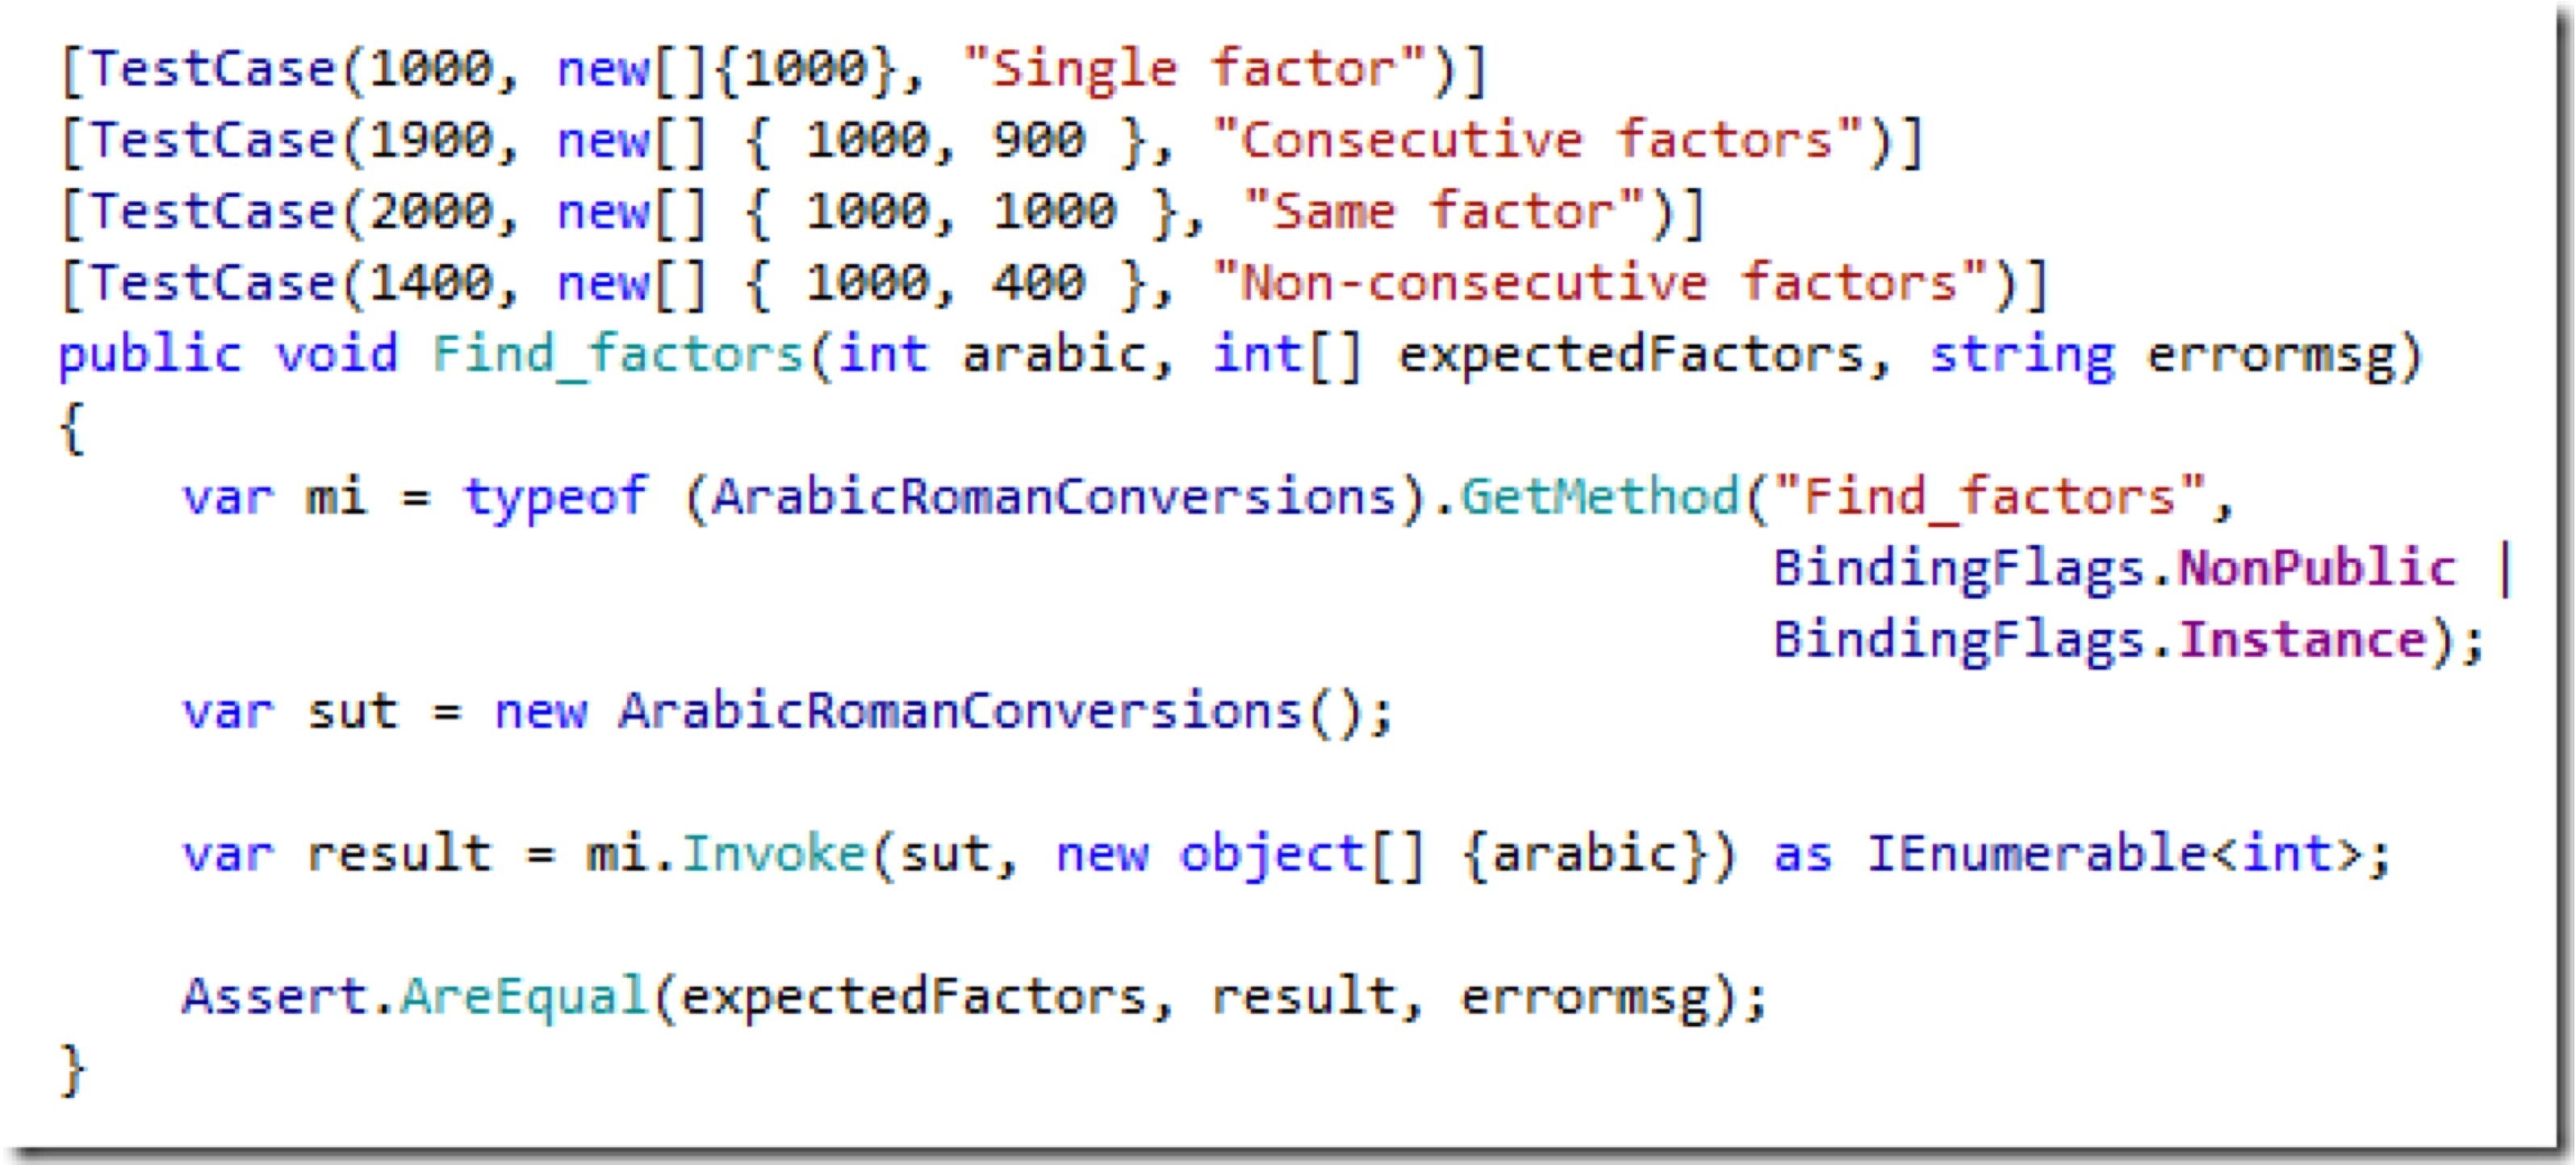 [TestCase(1000, new[]{1000}, "Single factor")]
[TestCase(1900, new[] { 1000, 900 }, "Consecutive factors")]
[TestCase(2000, new[] { 1000, 1000 }, "Same factor")]
[TestCase(1400, new[] { 1000, 400 }, "Non-consecutive factors")]
public void Find_factors(int arabic, int[] expectedFactors, string errormsg)
{
    var mi = typeof (ArabicRomanConversions).GetMethod("Find_factors",
                                                       BindingFlags.NonPublic |
                                                       BindingFlags.Instance);
    var sut = new ArabicRomanConversions();

    var result = mi.Invoke(sut, new object[] {arabic}) as IEnumerable<int>;

    Assert.AreEqual(expectedFactors, result, errormsg);
}